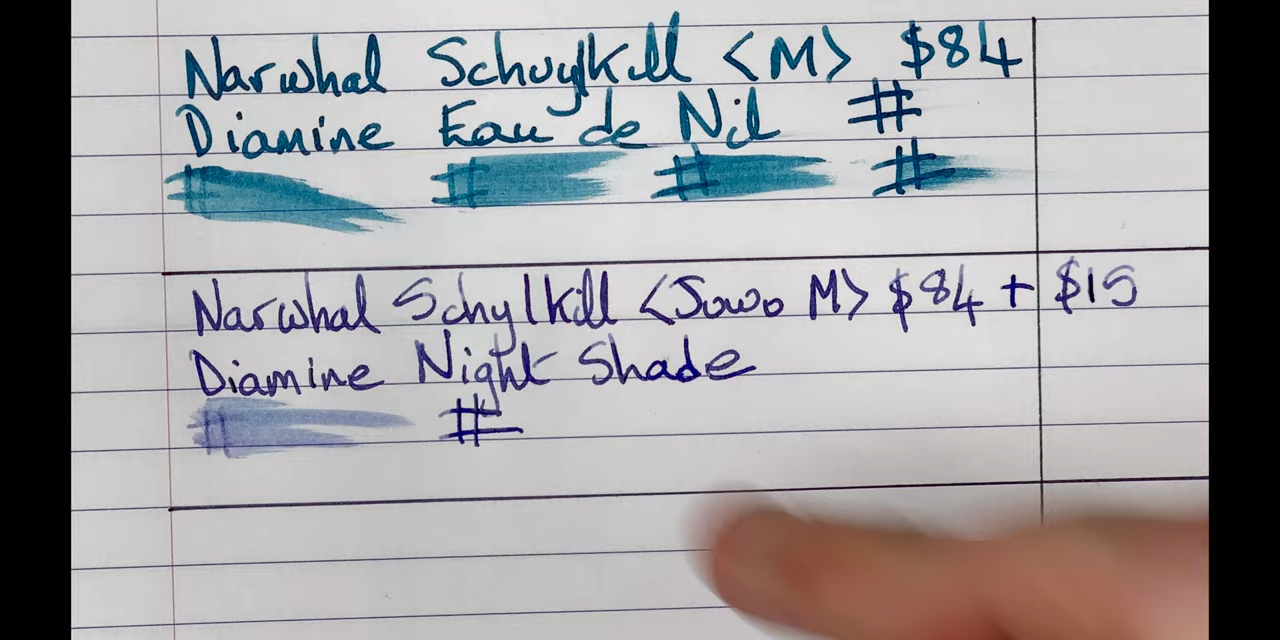 Narwhal Schuylkill <M> $84
Diamine Eau de Nil #
# # # #
Narwhal Schylkill <Jowo M> $84 + $15
Diamine Night Shade
# #